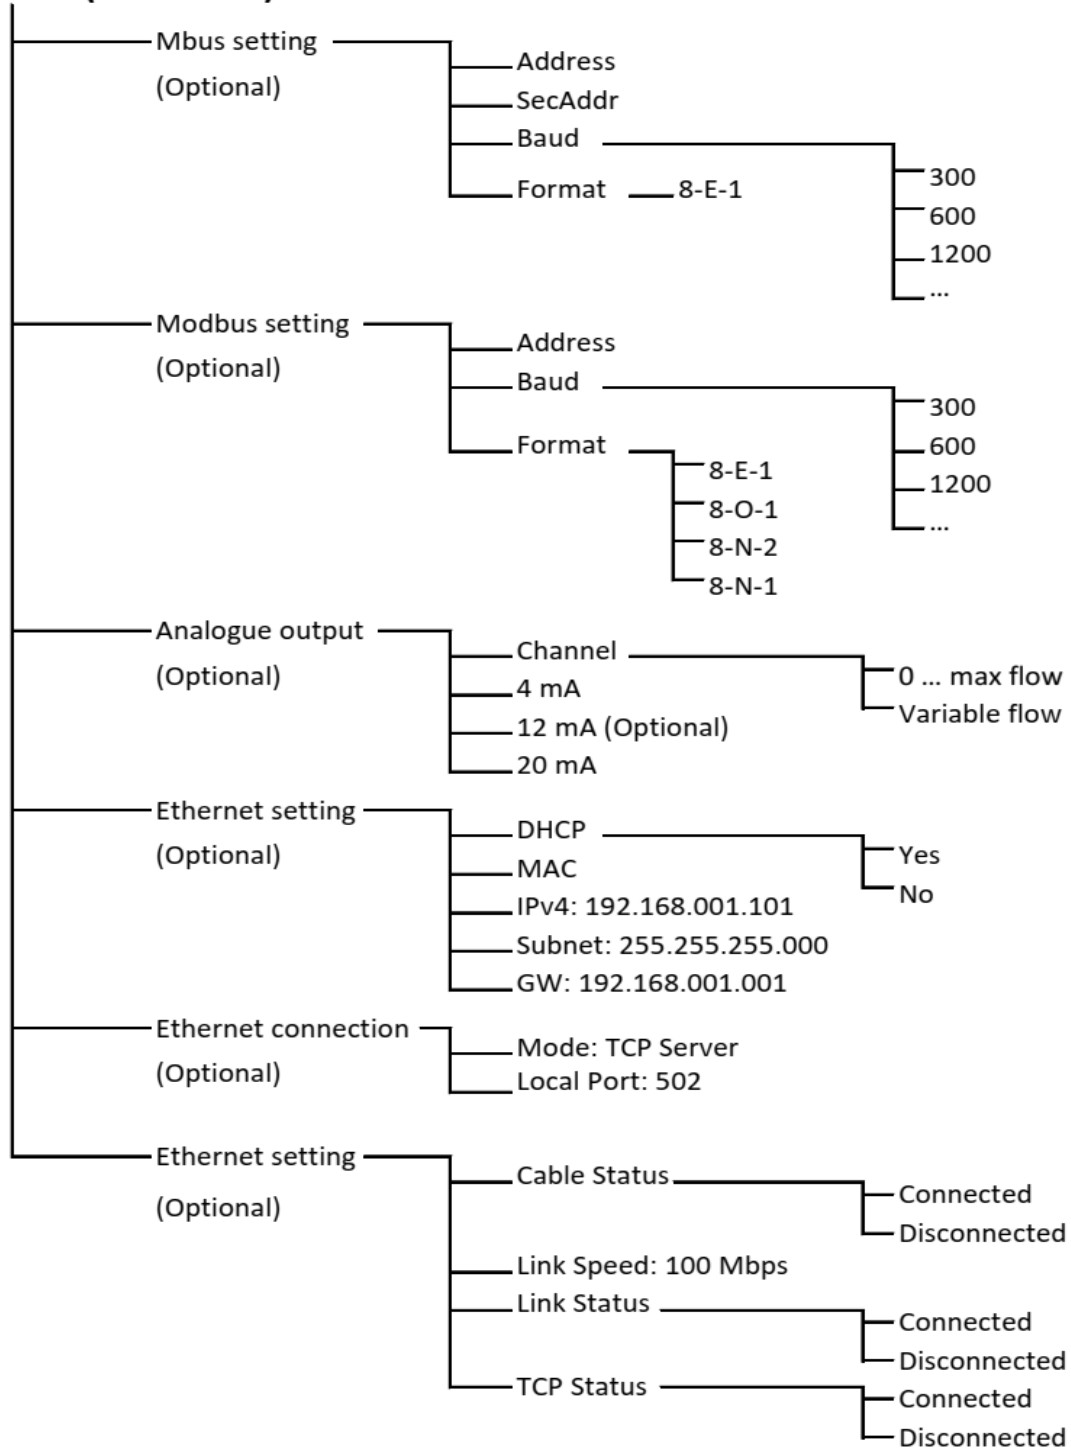 Mbus setting
(Optional)
Address
SecAddr
Baud
300
600
1200
...
Format
8-E-1
Modbus setting
(Optional)
Address
Baud
300
600
1200
...
Format
8-E-1
8-O-1
8-N-2
8-N-1
Analogue output
(Optional)
Channel
0 ... max flow
Variable flow
4 mA
12 mA (Optional)
20 mA
Ethernet setting
(Optional)
DHCP
Yes
No
MAC
IPv4: 192.168.001.101
Subnet: 255.255.255.000
GW: 192.168.001.001
Ethernet connection
(Optional)
Mode: TCP Server
Local Port: 502
Ethernet setting
(Optional)
Cable Status
Connected
Disconnected
Link Speed: 100 Mbps
Link Status
Connected
Disconnected
TCP Status
Connected
Disconnected